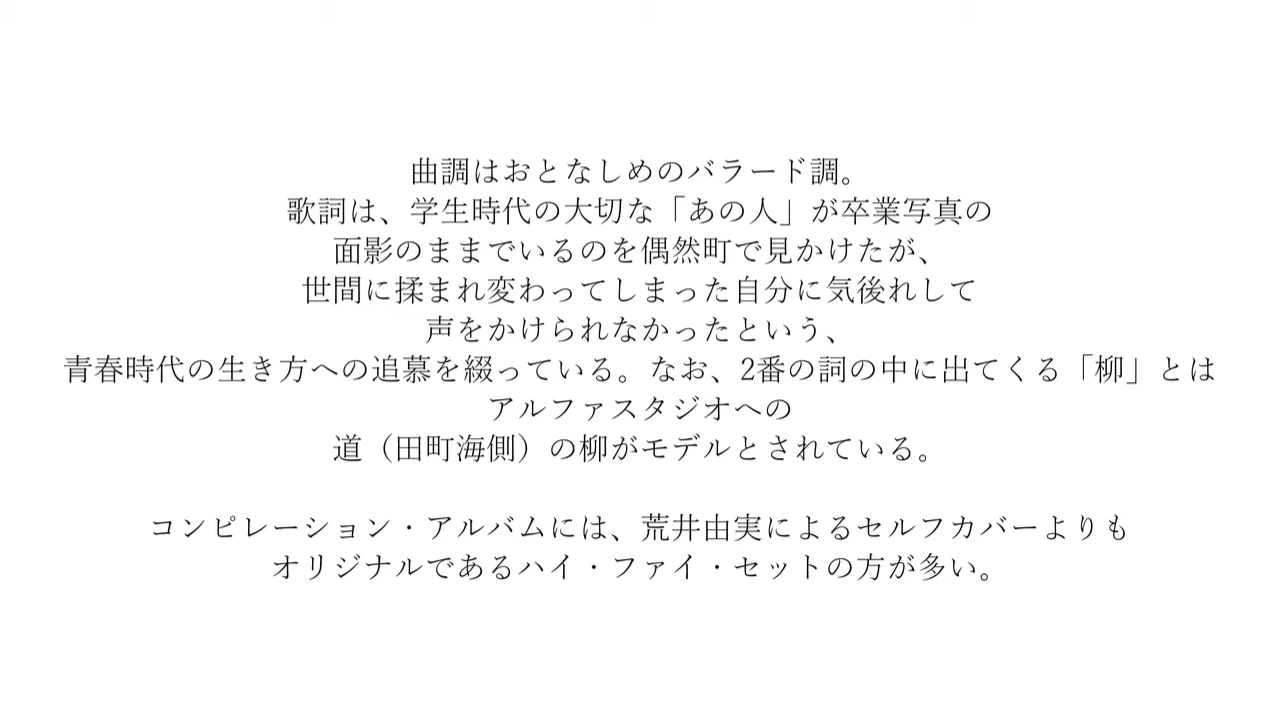 曲調はおとなしめのバラード調。
歌詞は、学生時代の大切な「あの人」が卒業写真の
面影のままでいるのを偶然町で見かけたが、
世間に揉まれ変わってしまった自分に気後れして
声をかけられなかったという、
青春時代の生き方への追慕を綴っている。なお、2番の詞の中に出てくる「柳」とは
アルファスタジオへの
道（田町海側）の柳がモデルとされている。
コンピレーション・アルバムには、荒井由実によるセルフカバーよりも
オリジナルであるハイ・ファイ・セットの方が多い。